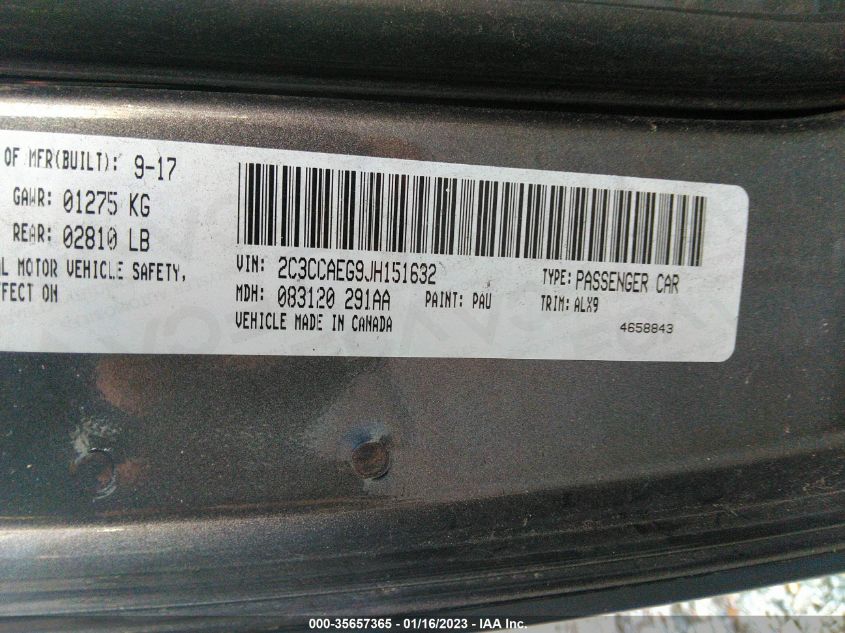 OF MFR(BUILT): 9-17
GAWR: 01275 KG
REAR: 02810 LB
L MOTOR VEHICLE SAFETY,
FFECT ON
VIN: 2C3CCAEG9JH151632
TYPE: PASSENGER CAR
MDH: 083120 291AA
PAINT: PAU
TRIM: ALX9
VEHICLE MADE IN CANADA
4658843
000-35657365 - 01/16/2023 - IAA Inc.